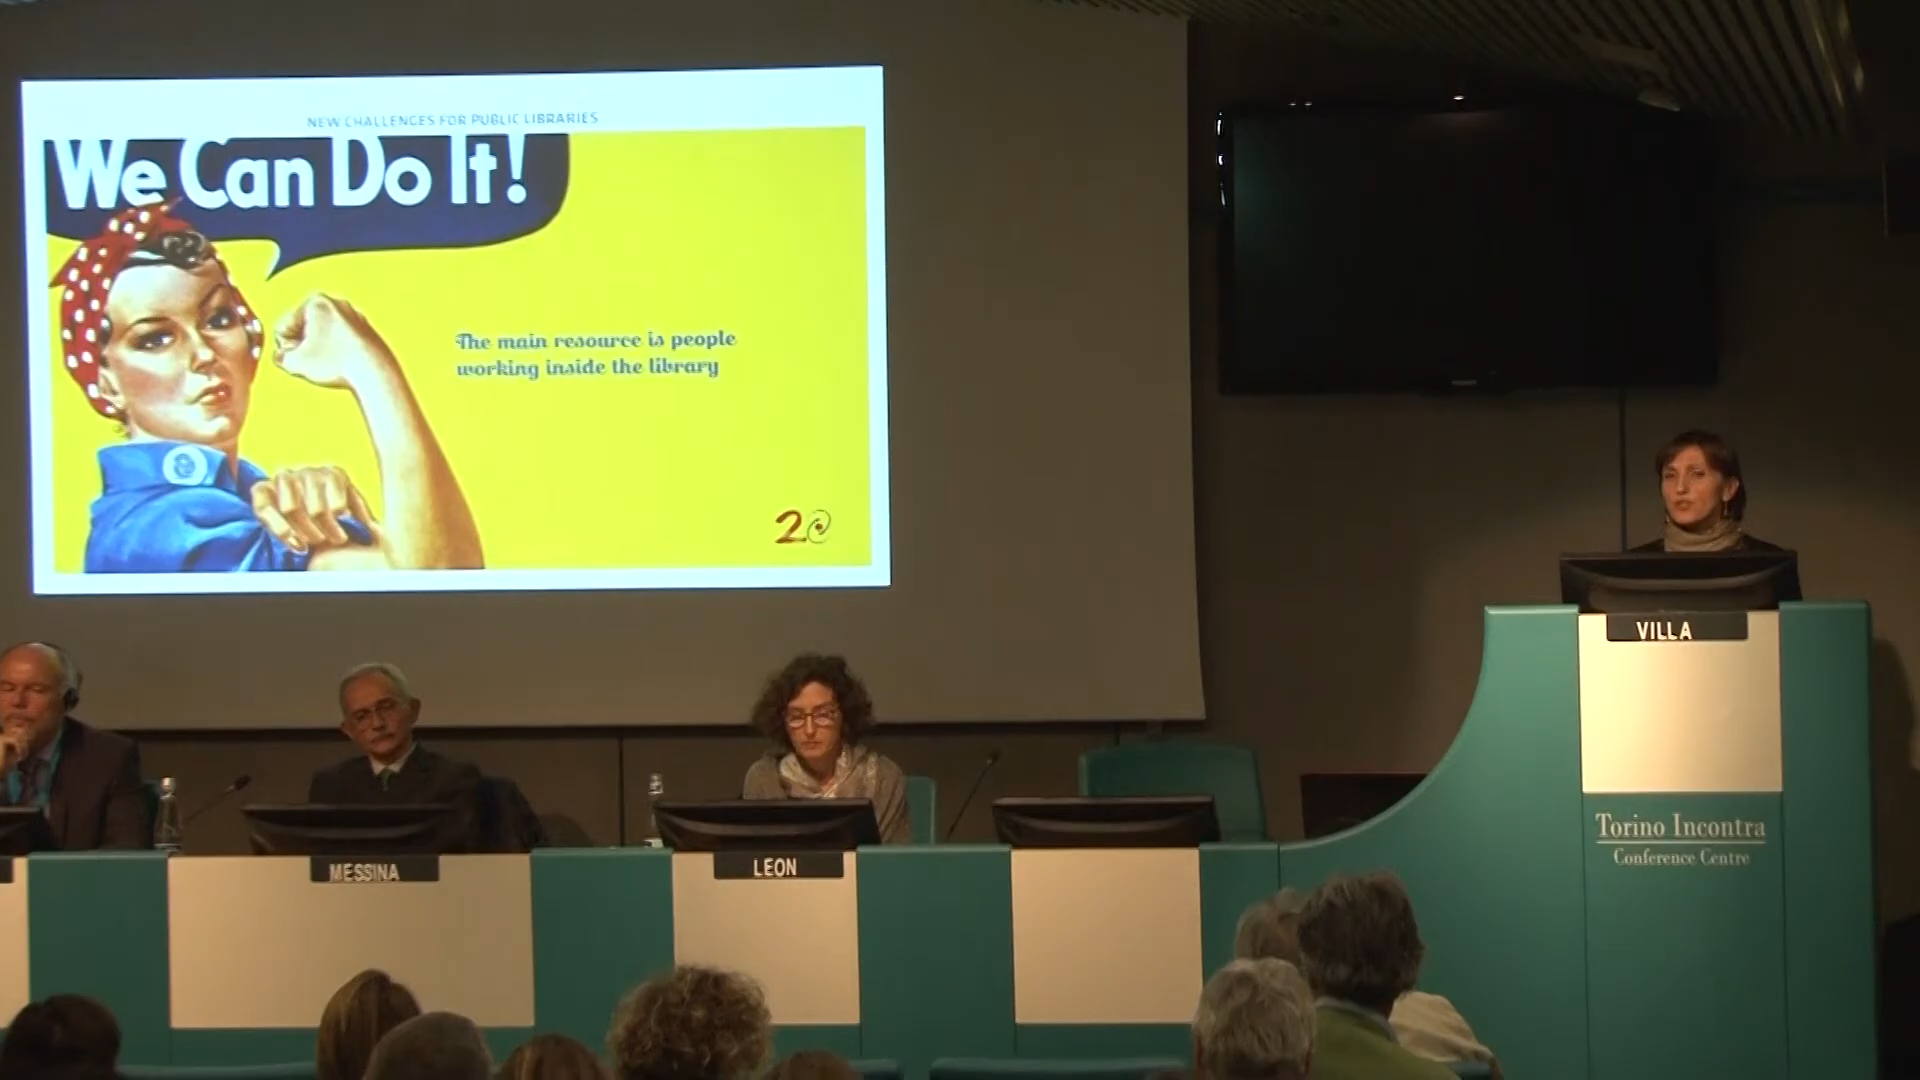 NEW CHALLENGES FOR PUBLIC LIBRARIES
We Can Do It!
The main resource is people
working inside the library
VILLA
Torino Incontra
Conference Centre
MESSINA
LEON